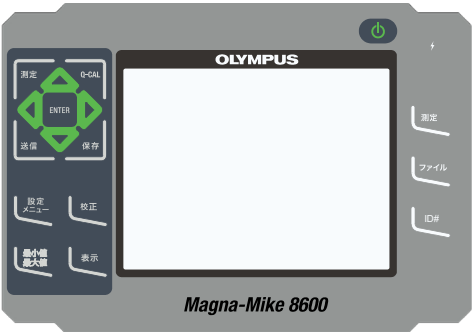 OLYMPUS
測定
Q-CAL
ENTER
送信
保存
設定
メニュー
校正
最小値
最大値
表示
測定
ファイル
ID#
Magna-Mike 8600